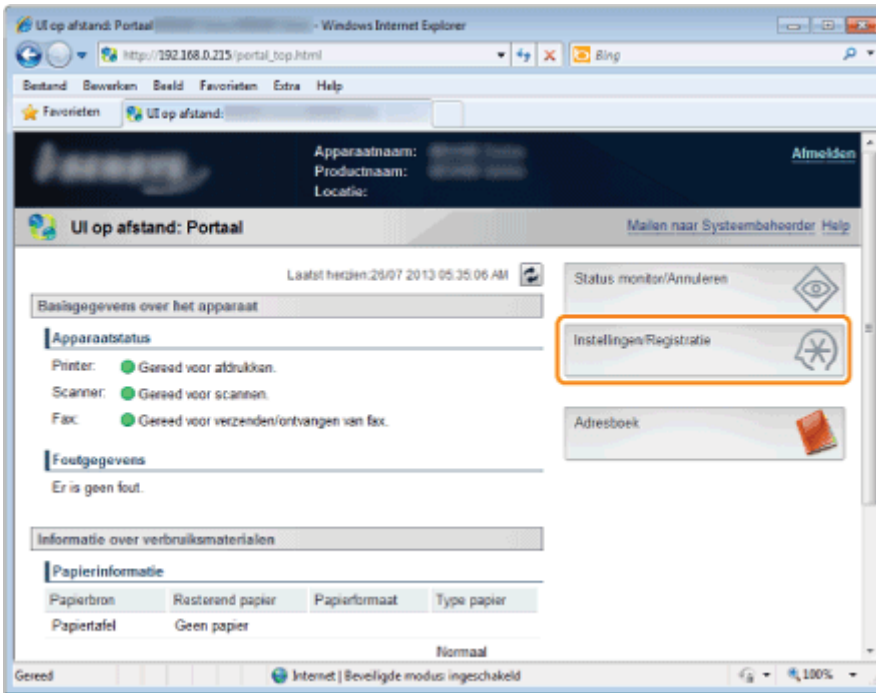 UI op afstand: Portaal - Windows Internet Explorer
http://192.168.0.215/portal_top.html
Bing
Bestand Bewerken Beeld Favorieten Extra Help
Favorieten UI op afstand:
Apparaatnaam:
Productnaam:
Locatie:
Afmelden
UI op afstand: Portaal
Mailen naar Systeembeheerder Help
Laatst herzien:26/07 2013 05:35:06 AM
Basisgegevens over het apparaat
Apparaatstatus
Printer: Gereed voor afdrukken.
Scanner: Gereed voor scannen.
Fax: Gereed voor verzenden/ontvangen van fax.
Foutgegevens
Er is geen fout.
Informatie over verbruiksmaterialen
Papierinformatie
Papierbron Resterend papier Papierformaat Type papier
Papiertafel Geen papier
Normaal
Status monitor/Annuleren
Instellingen/Registratie
Adresboek
Gereed Internet | Beveiligde modus: ingeschakeld 100%